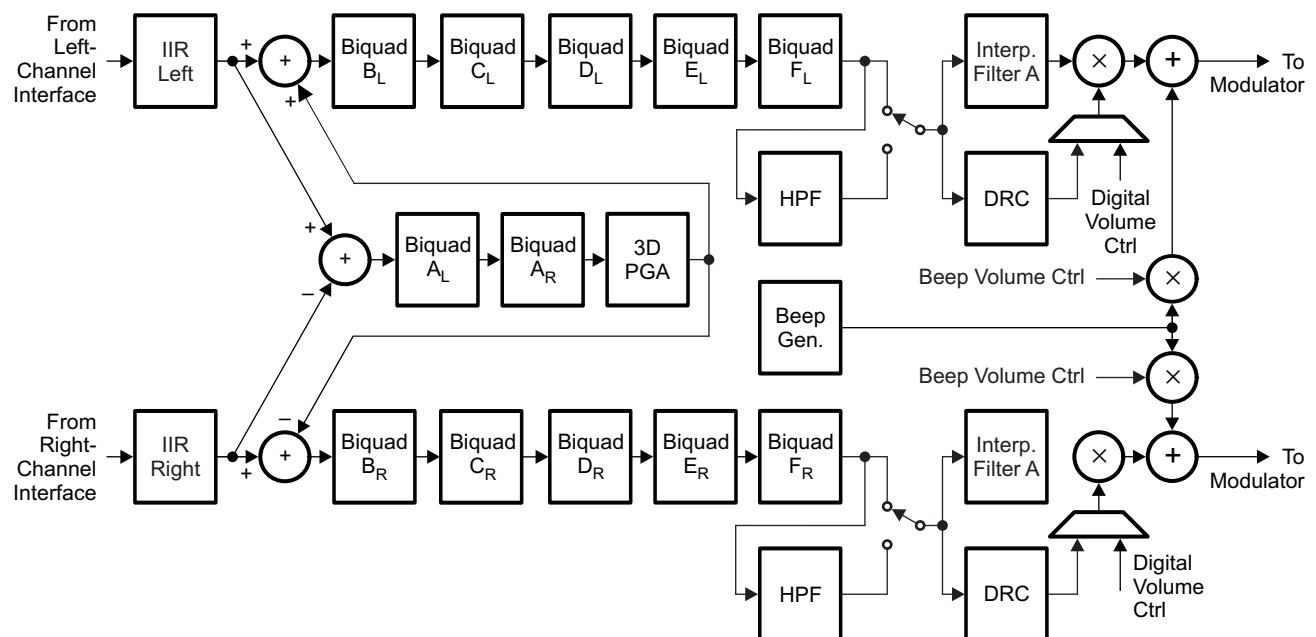 From
Left-
Channel
Interface
IIR
Left
+
+
+
Biquad
B_L
Biquad
C_L
Biquad
D_L
Biquad
E_L
Biquad
F_L
Interp.
Filter A
×
+
To
Modulator
HPF
DRC
Digital
Volume
Ctrl
+
+
−
Biquad
A_L
Biquad
A_R
3D
PGA
Beep
Gen.
Beep Volume Ctrl
×
Beep Volume Ctrl
×
From
Right-
Channel
Interface
IIR
Right
−
+
+
Biquad
B_R
Biquad
C_R
Biquad
D_R
Biquad
E_R
Biquad
F_R
Interp.
Filter A
×
+
To
Modulator
HPF
DRC
Digital
Volume
Ctrl